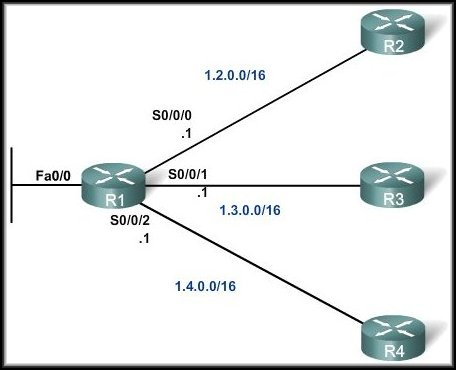 R2
1.2.0.0/16
S0/0/0
.1
Fa0/0
S0/0/1
R1
.1
R3
1.3.0.0/16
S0/0/2
.1
1.4.0.0/16
R4